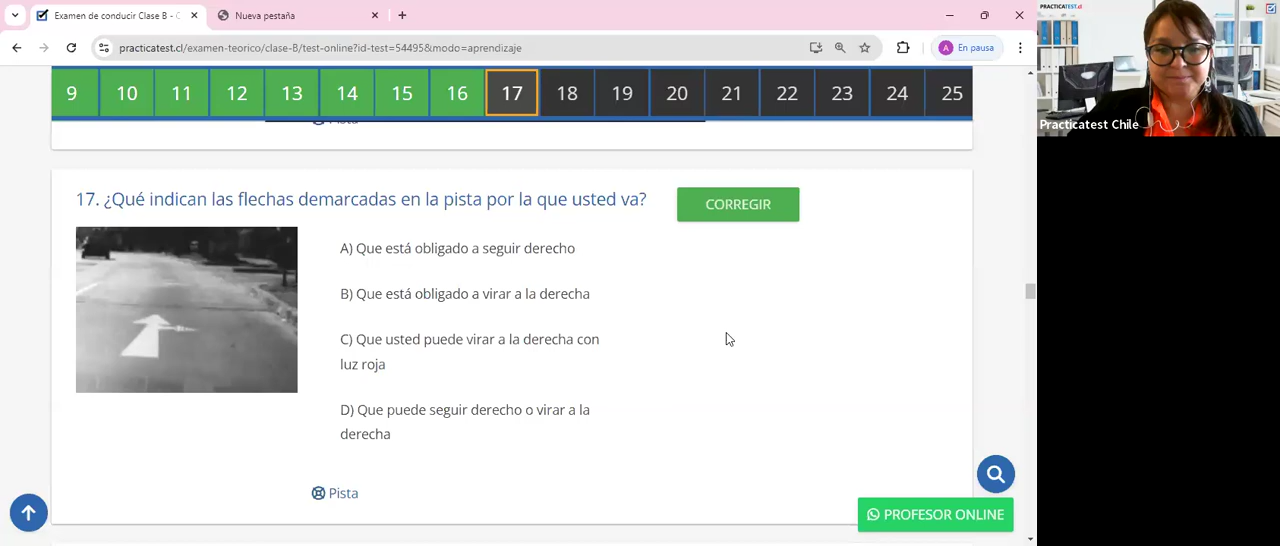 Examen de conducir Clase B - C
Nueva pestaña
practicatest.cl/examen-teorico/clase-B/test-online?id-test=54495&modo=aprendizaje
A
En pausa
9 10 11 12 13 14 15 16 17 18 19 20 21 22 23 24 25
Pista
17. ¿Qué indican las flechas demarcadas en la pista por la que usted va?
CORREGIR
A) Que está obligado a seguir derecho
B) Que está obligado a virar a la derecha
C) Que usted puede virar a la derecha con
luz roja
D) Que puede seguir derecho o virar a la
derecha
Pista
PROFESOR ONLINE
PRACTICATEST.CL
Practicatest Chile